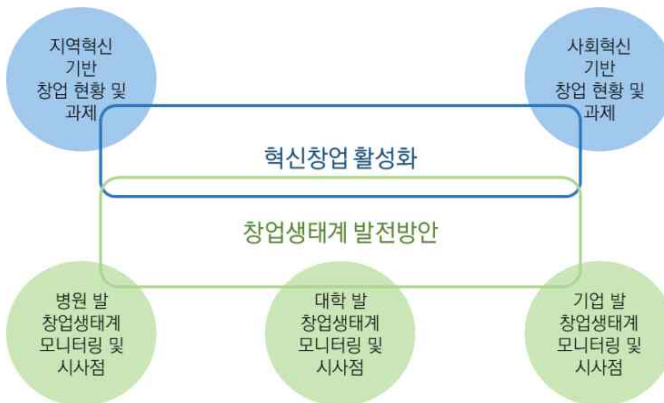 지역혁신
기반
창업 현황 및
과제
사회혁신
기반
창업 현황 및
과제
혁신창업 활성화
창업생태계 발전방안
병원 발
창업생태계
모니터링 및
시사점
대학 발
창업생태계
모니터링 및
시사점
기업 발
창업생태계
모니터링 및
시사점